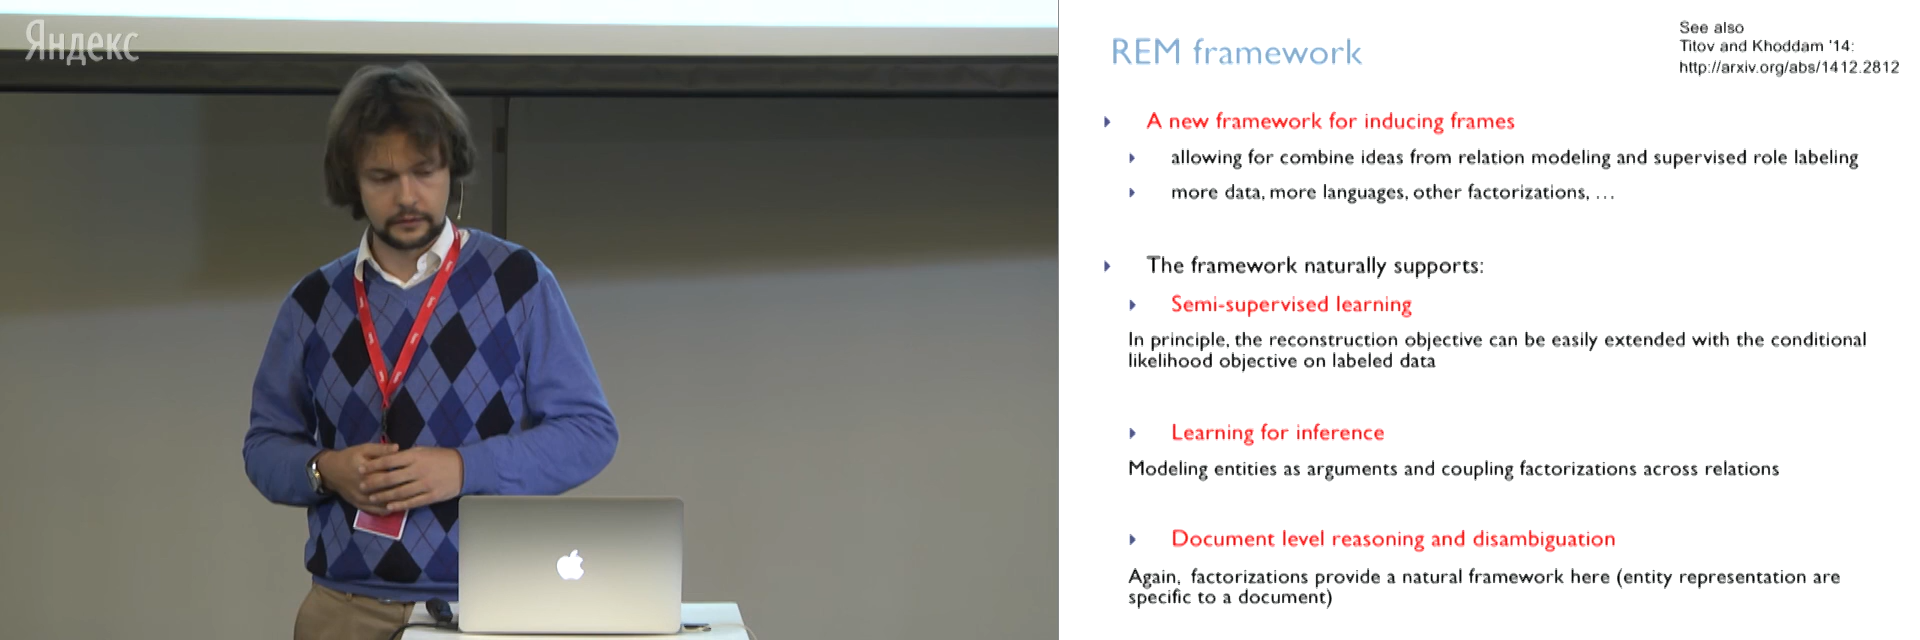 Яндекс
REM framework
See also
Titov and Khoddam '14:
http://arxiv.org/abs/1412.2812
A new framework for inducing frames
allowing for combine ideas from relation modeling and supervised role labeling
more data, more languages, other factorizations, …
The framework naturally supports:
Semi-supervised learning
In principle, the reconstruction objective can be easily extended with the conditional
likelihood objective on labeled data
Learning for inference
Modeling entities as arguments and coupling factorizations across relations
Document level reasoning and disambiguation
Again, factorizations provide a natural framework here (entity representation are
specific to a document)